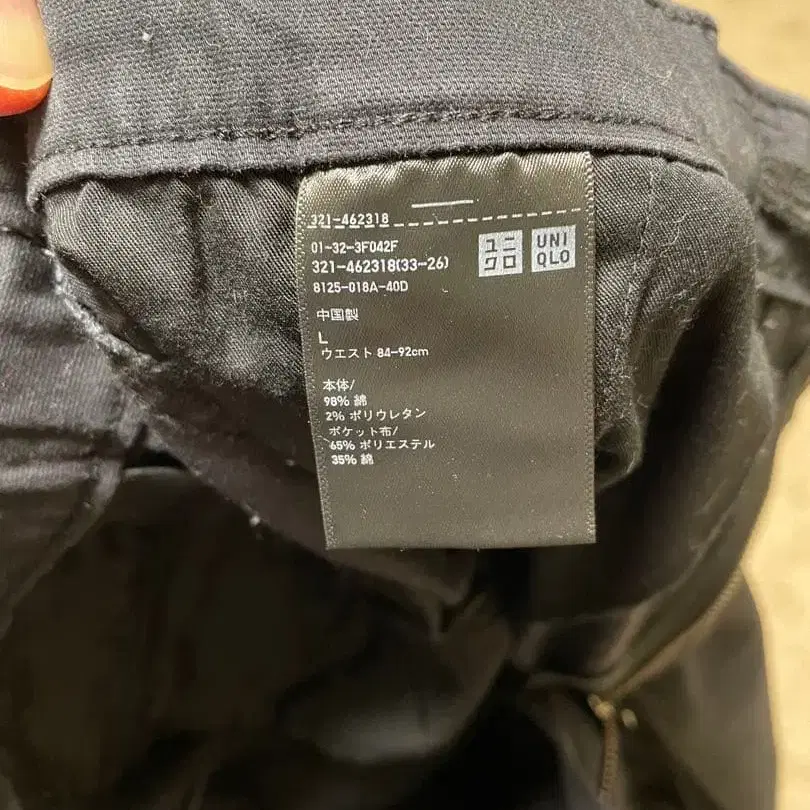 321-462318
01-32-3F042F
321-462318(33-26)
8125-018A-40D
ユニ
クロ
UNI
QLO
中国製
L
ウエスト 84-92cm
本体/
98% 綿
2% ポリウレタン
ポケット布/
65% ポリエステル
35% 綿